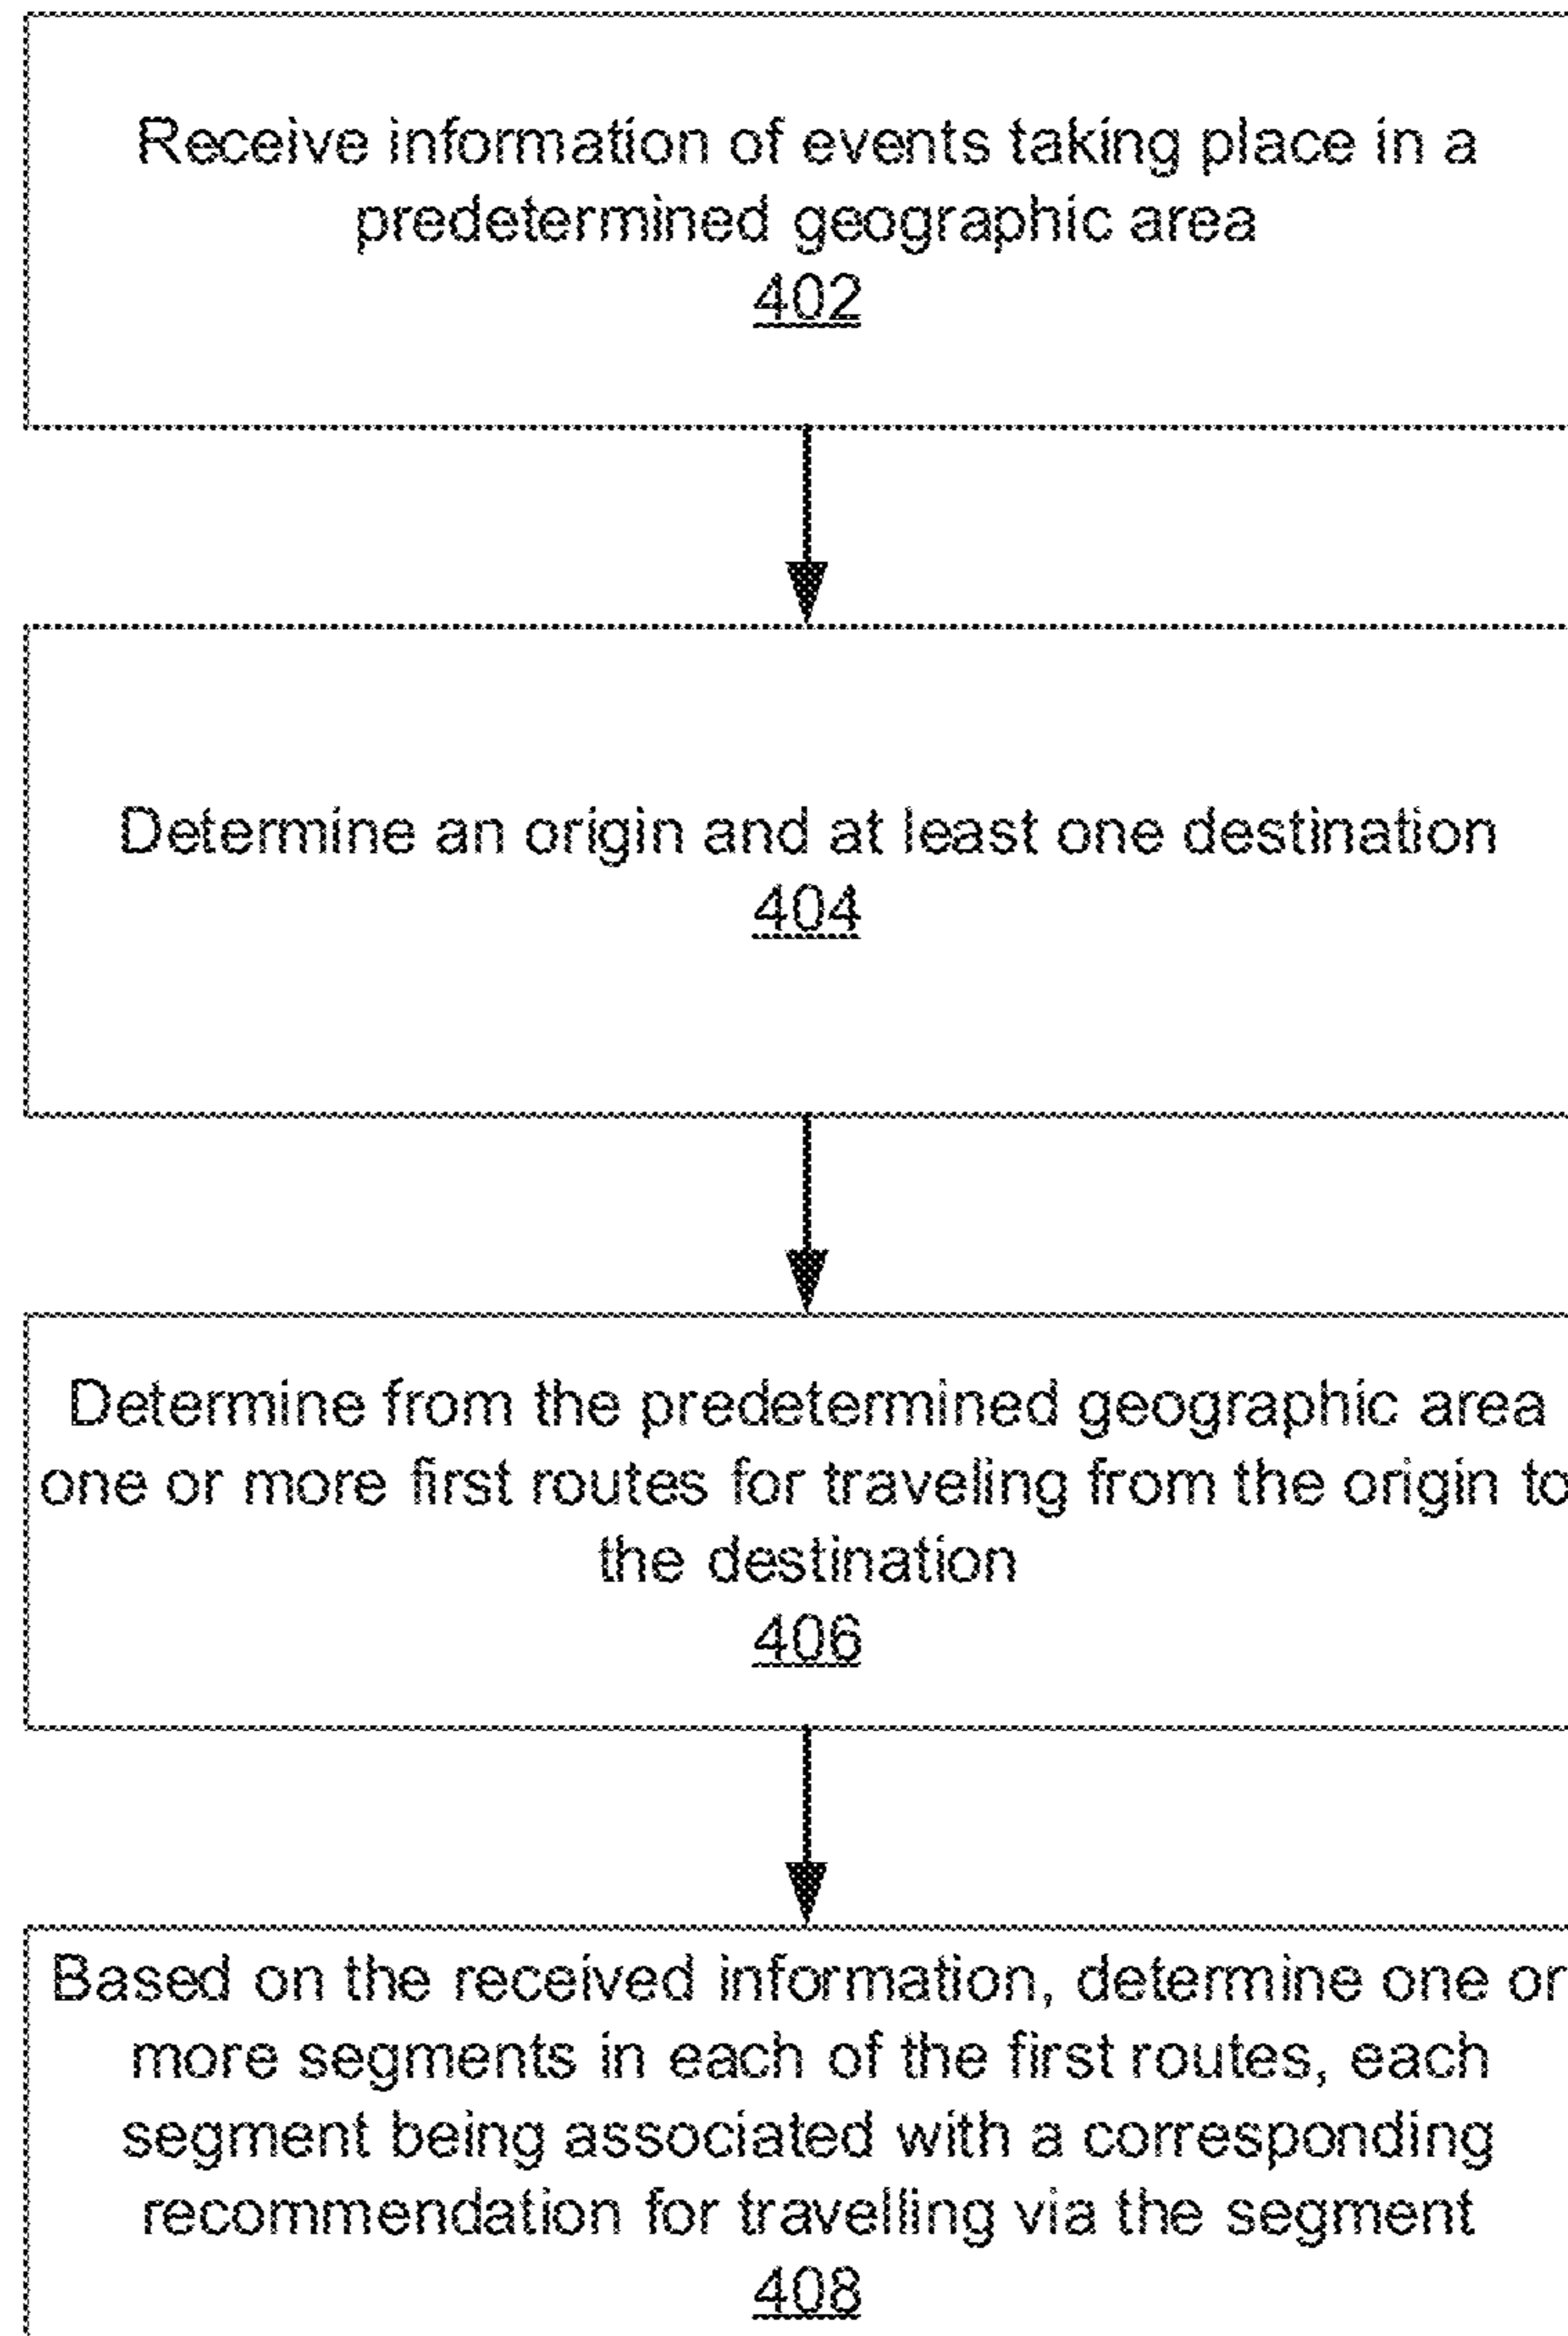 Receive information of events taking place in a
predetermined geographic area
402
Determine an origin and at least one destination
404
Determine from the predetermined geographic area
one or more first routes for traveling from the origin to
the destination
406
Based on the received information, determine one or
more segments in each of the first routes, each
segment being associated with a corresponding
recommendation for travelling via the segment
408